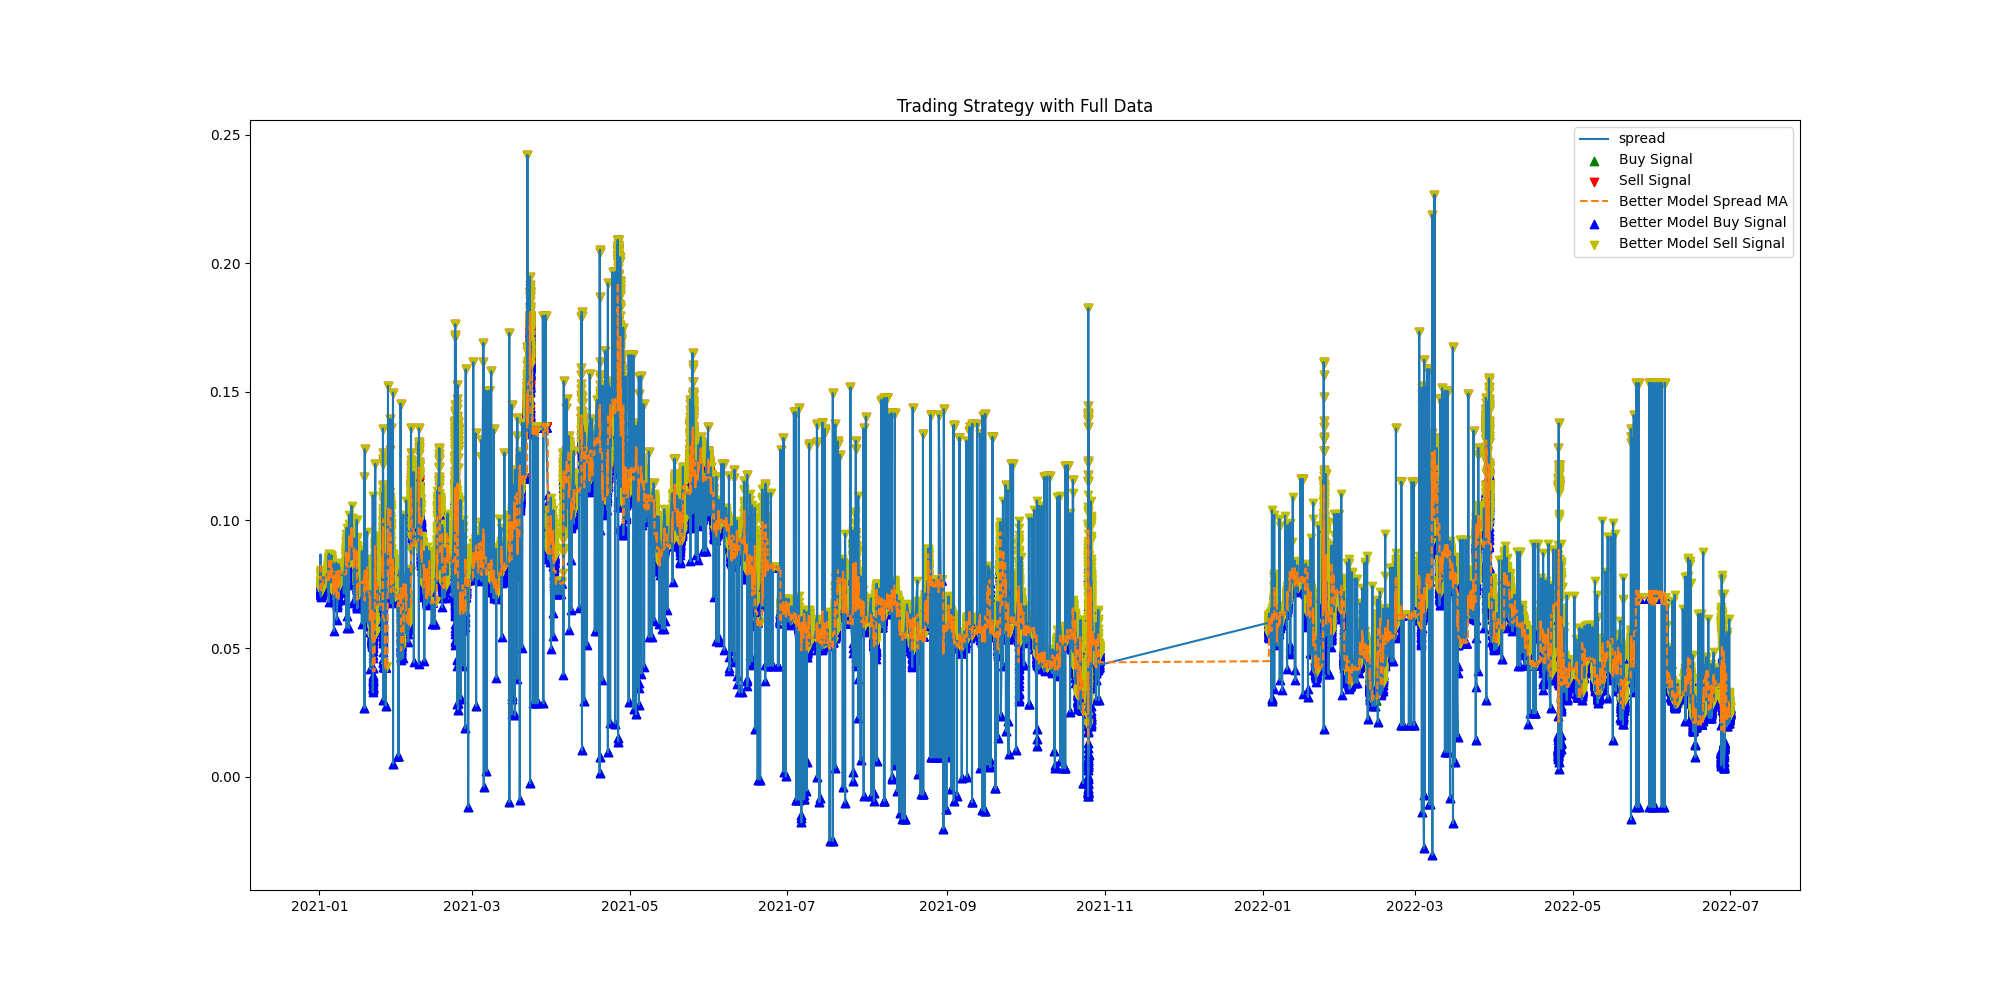 Trading Strategy with Full Data
0.25
0.20
0.15
0.10
0.05
0.00
spread
Buy Signal
Sell Signal
Better Model Spread MA
Better Model Buy Signal
Better Model Sell Signal
2021-01 2021-03 2021-05 2021-07 2021-09 2021-11 2022-01 2022-03 2022-05 2022-07